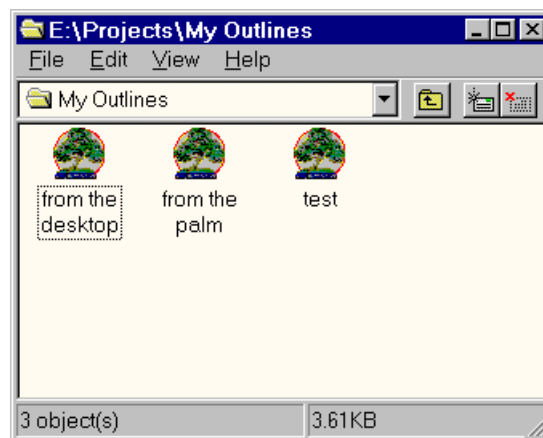 E:\Projects\My Outlines
File Edit View Help
My Outlines
from the desktop
from the palm
test
3 object(s) 3.61KB